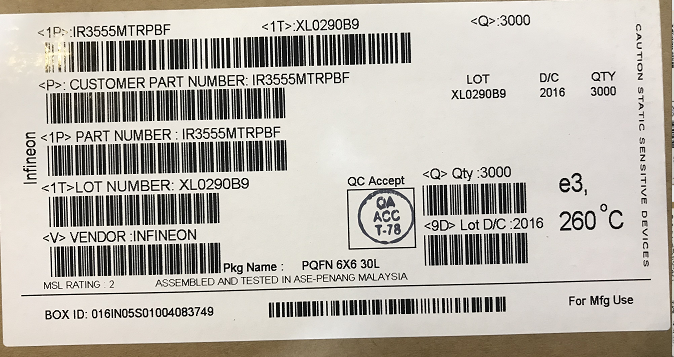 <1P>:IR3555MTRPBF <1T>:XL0290B9 <Q>:3000
<P>: CUSTOMER PART NUMBER: IR3555MTRPBF
LOT D/C QTY
XL0290B9 2016 3000
<1P> PART NUMBER : IR3555MTRPBF
<1T>LOT NUMBER: XL0290B9
QC Accept
<Q> Qty :3000
QA
ACC
T-78
e3,
260°C
<9D> Lot D/C :2016
<V> VENDOR :INFINEON
Pkg Name : PQFN 6X6 30L
MSL RATING : 2 ASSEMBLED AND TESTED IN ASE-PENANG MALAYSIA
BOX ID: 016IN05S01004083749
For Mfg Use
Infineon
CAUTION STATIC SENSITIVE DEVICES